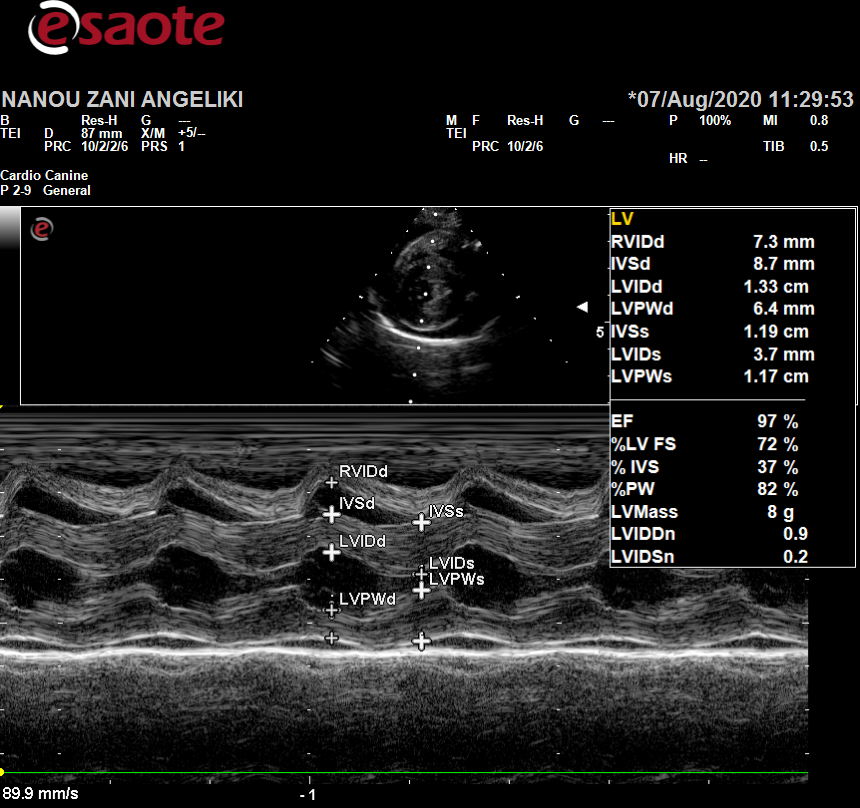 esaote
NANOU ZANI ANGELIKI *07/Aug/2020 11:29:53
B Res-H G --- M F Res-H G --- P 100% MI 0.8
TEI D 87 mm X/M +5/-- TEI
PRC 10/2/2/6 PRS 1 PRC 10/2/6 TIB 0.5
HR --
Cardio Canine
P 2-9 General
e
5
LV
RVIDd 7.3 mm
IVSd 8.7 mm
LVIDd 1.33 cm
LVPWd 6.4 mm
IVSs 1.19 cm
LVIDs 3.7 mm
LVPWs 1.17 cm
EF 97 %
%LV FS 72 %
% IVS 37 %
%PW 82 %
LVMass 8 g
LVIDDn 0.9
LVIDSn 0.2
RVIDd
IVSd
IVSs
LVIDd
LVIDs
LVPWs
LVPWd
89.9 mm/s -1